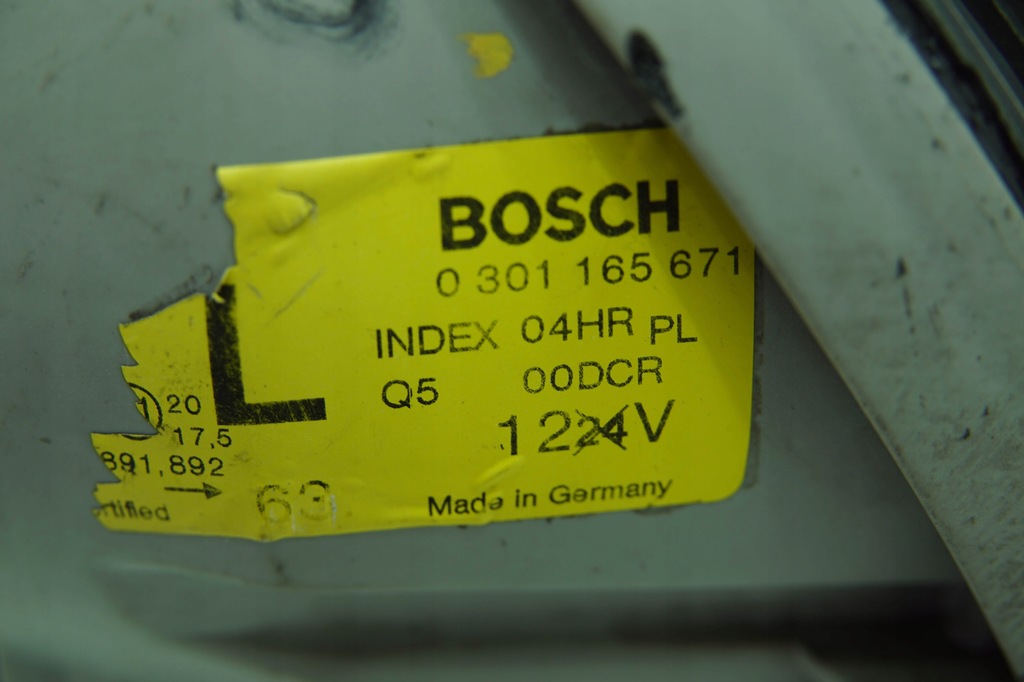 BOSCH
0 301 165 671
INDEX 04HR PL
Q5 00DCR
L
1224V
20
17,5
891,892
63
Made in Germany